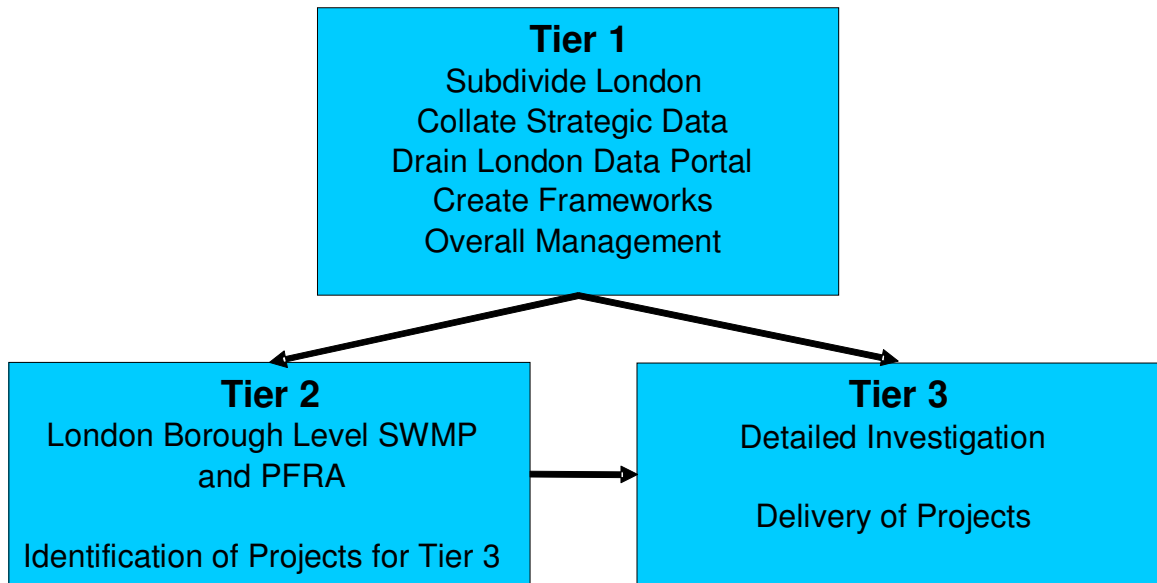 Tier 1
Subdivide London
Collate Strategic Data
Drain London Data Portal
Create Frameworks
Overall Management
Tier 2
London Borough Level SWMP
and PFRA
Identification of Projects for Tier 3
Tier 3
Detailed Investigation
Delivery of Projects